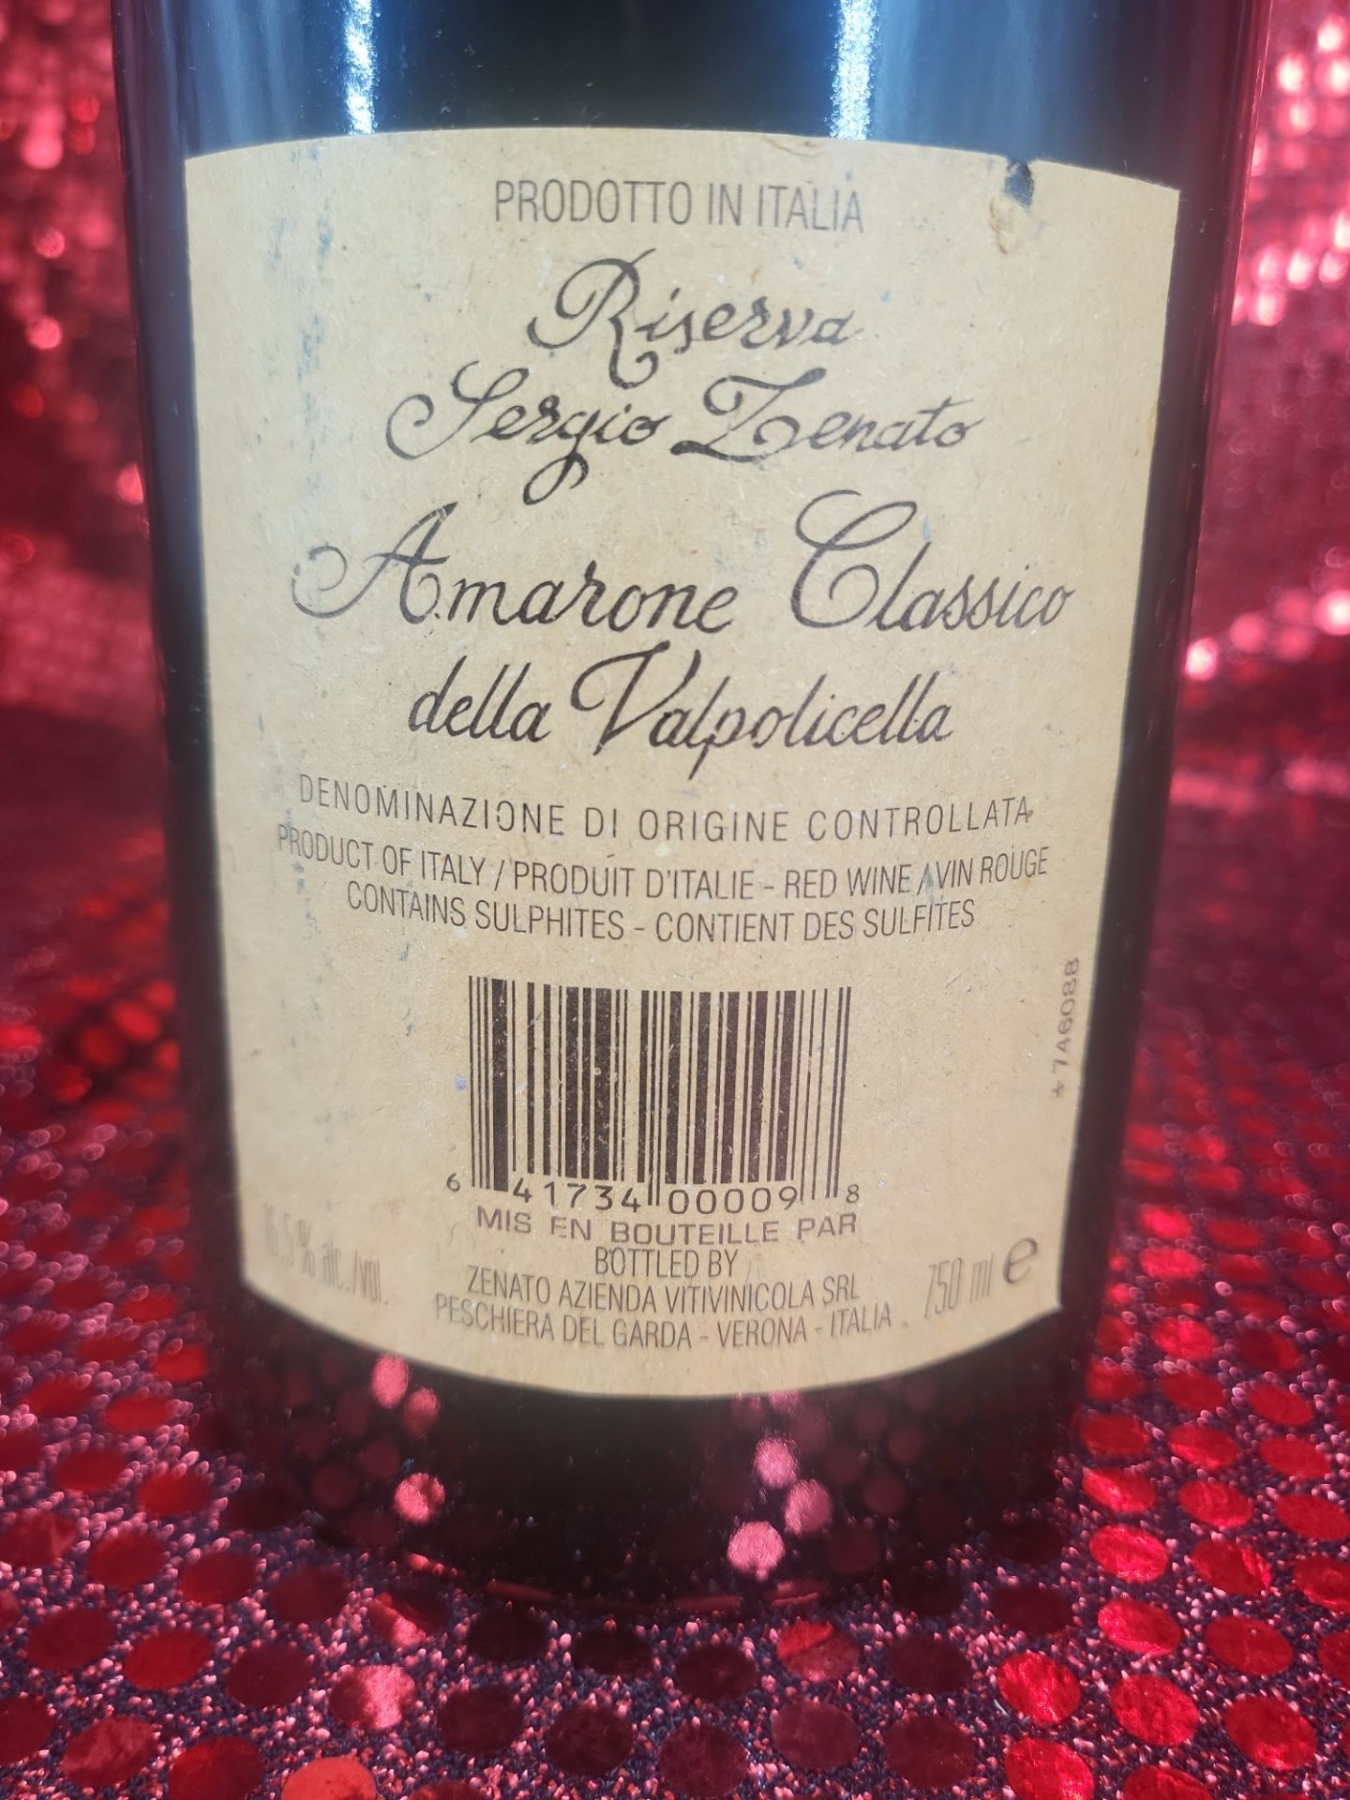 PRODOTTO IN ITALIA
Riserva
Sergio Zenato
Amarone Classico
della Valpolicella
DENOMINAZIONE DI ORIGINE CONTROLLATA
PRODUCT OF ITALY / PRODUIT D'ITALIE - RED WINE / VIN ROUGE
CONTAINS SULPHITES - CONTIENT DES SULFITES
6 41734 00009 8
MIS EN BOUTEILLE PAR
BOTTLED BY
ZENATO AZIENDA VITIVINICOLA SRL
PESCHIERA DEL GARDA - VERONA - ITALIA
alc./vol.
750 ml e